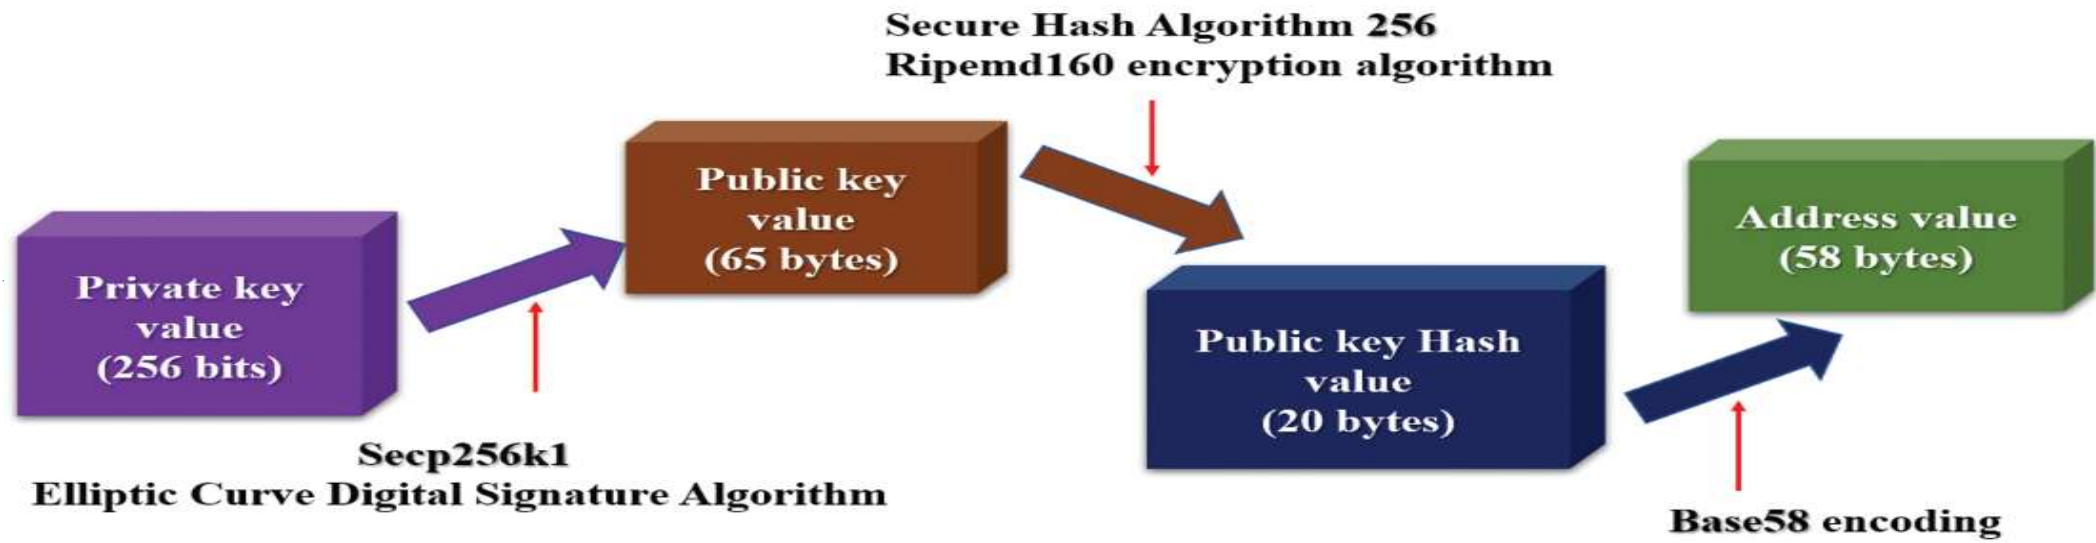 Secure Hash Algorithm 256
Ripemd160 encryption algorithm
Private key
value
(256 bits)
Secp256k1
Elliptic Curve Digital Signature Algorithm
Public key
value
(65 bytes)
Public key Hash
value
(20 bytes)
Address value
(58 bytes)
Base58 encoding